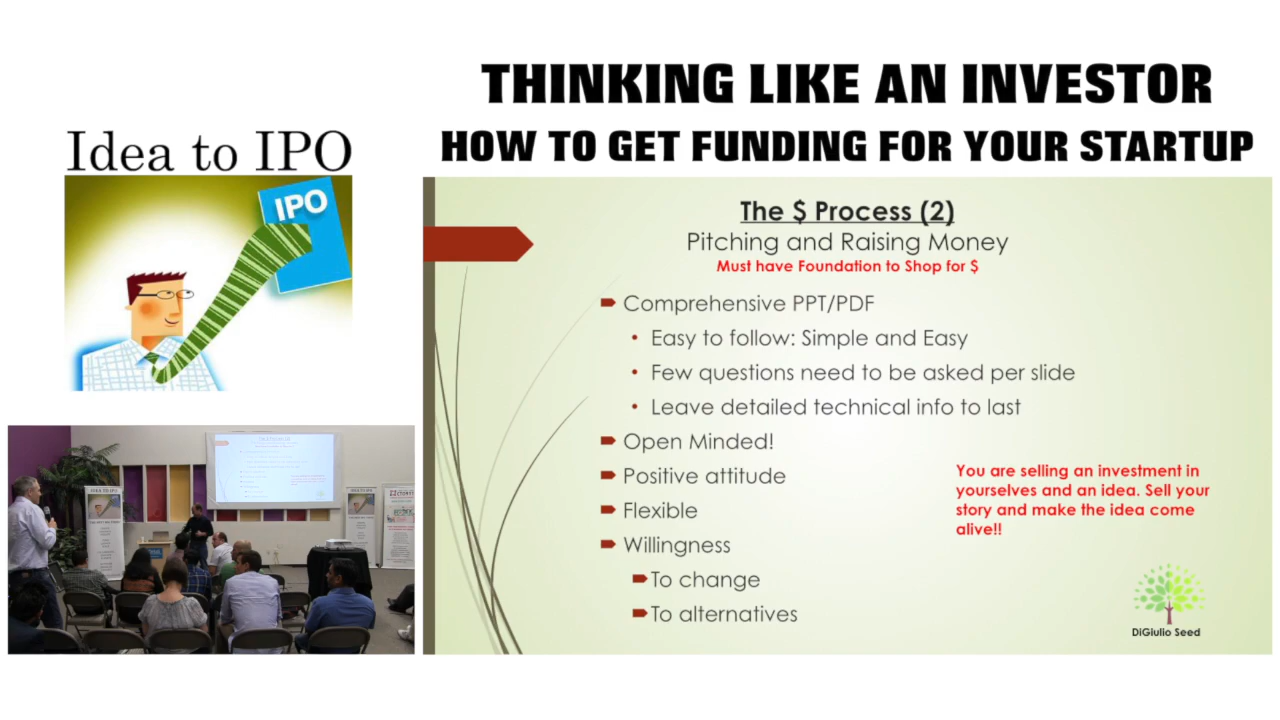 THINKING LIKE AN INVESTOR
HOW TO GET FUNDING FOR YOUR STARTUP
Idea to IPO
IPO
The $ Process (2)
Pitching and Raising Money
Must have Foundation to Shop for $
Comprehensive PPT/PDF
Easy to follow: Simple and Easy
Few questions need to be asked per slide
Leave detailed technical info to last
Open Minded!
Positive attitude
Flexible
Willingness
To change
To alternatives
You are selling an investment in
yourselves and an idea. Sell your
story and make the idea come
alive!!
DiGiulio Seed
IDEA TO IPO